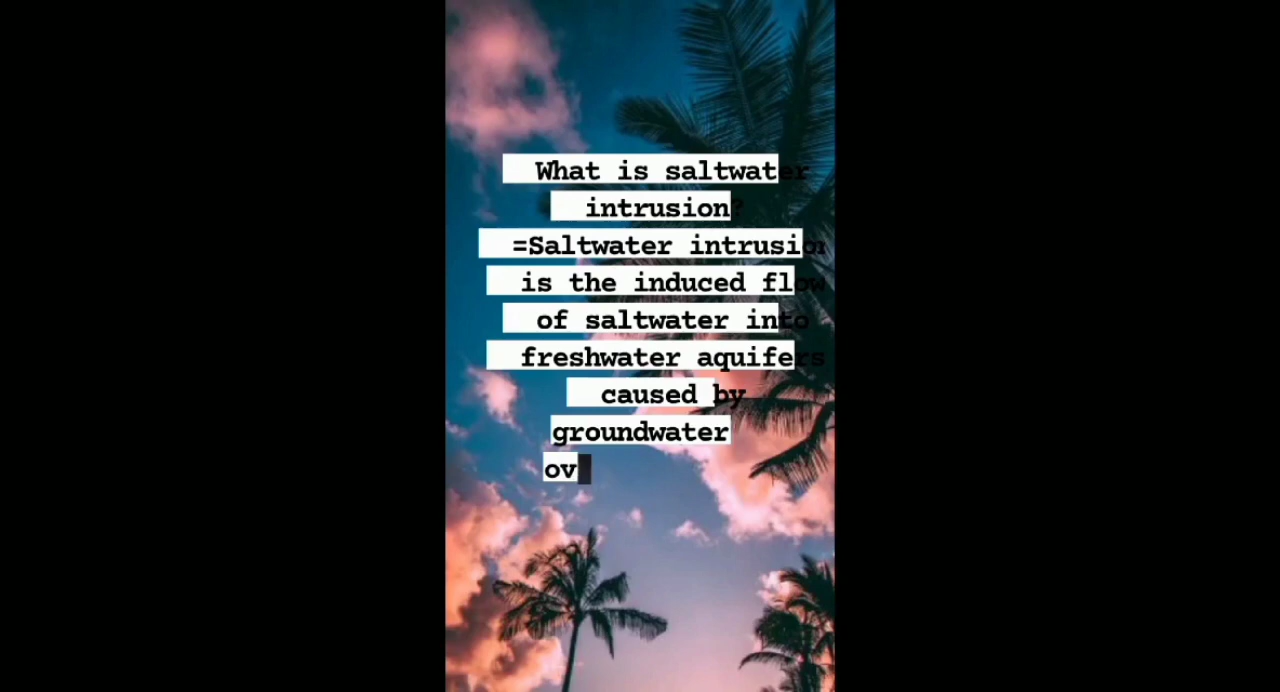 What is saltwater
intrusion?
=Saltwater intrusion
is the induced flow
of saltwater into
freshwater aquifers
caused by
groundwater
ov